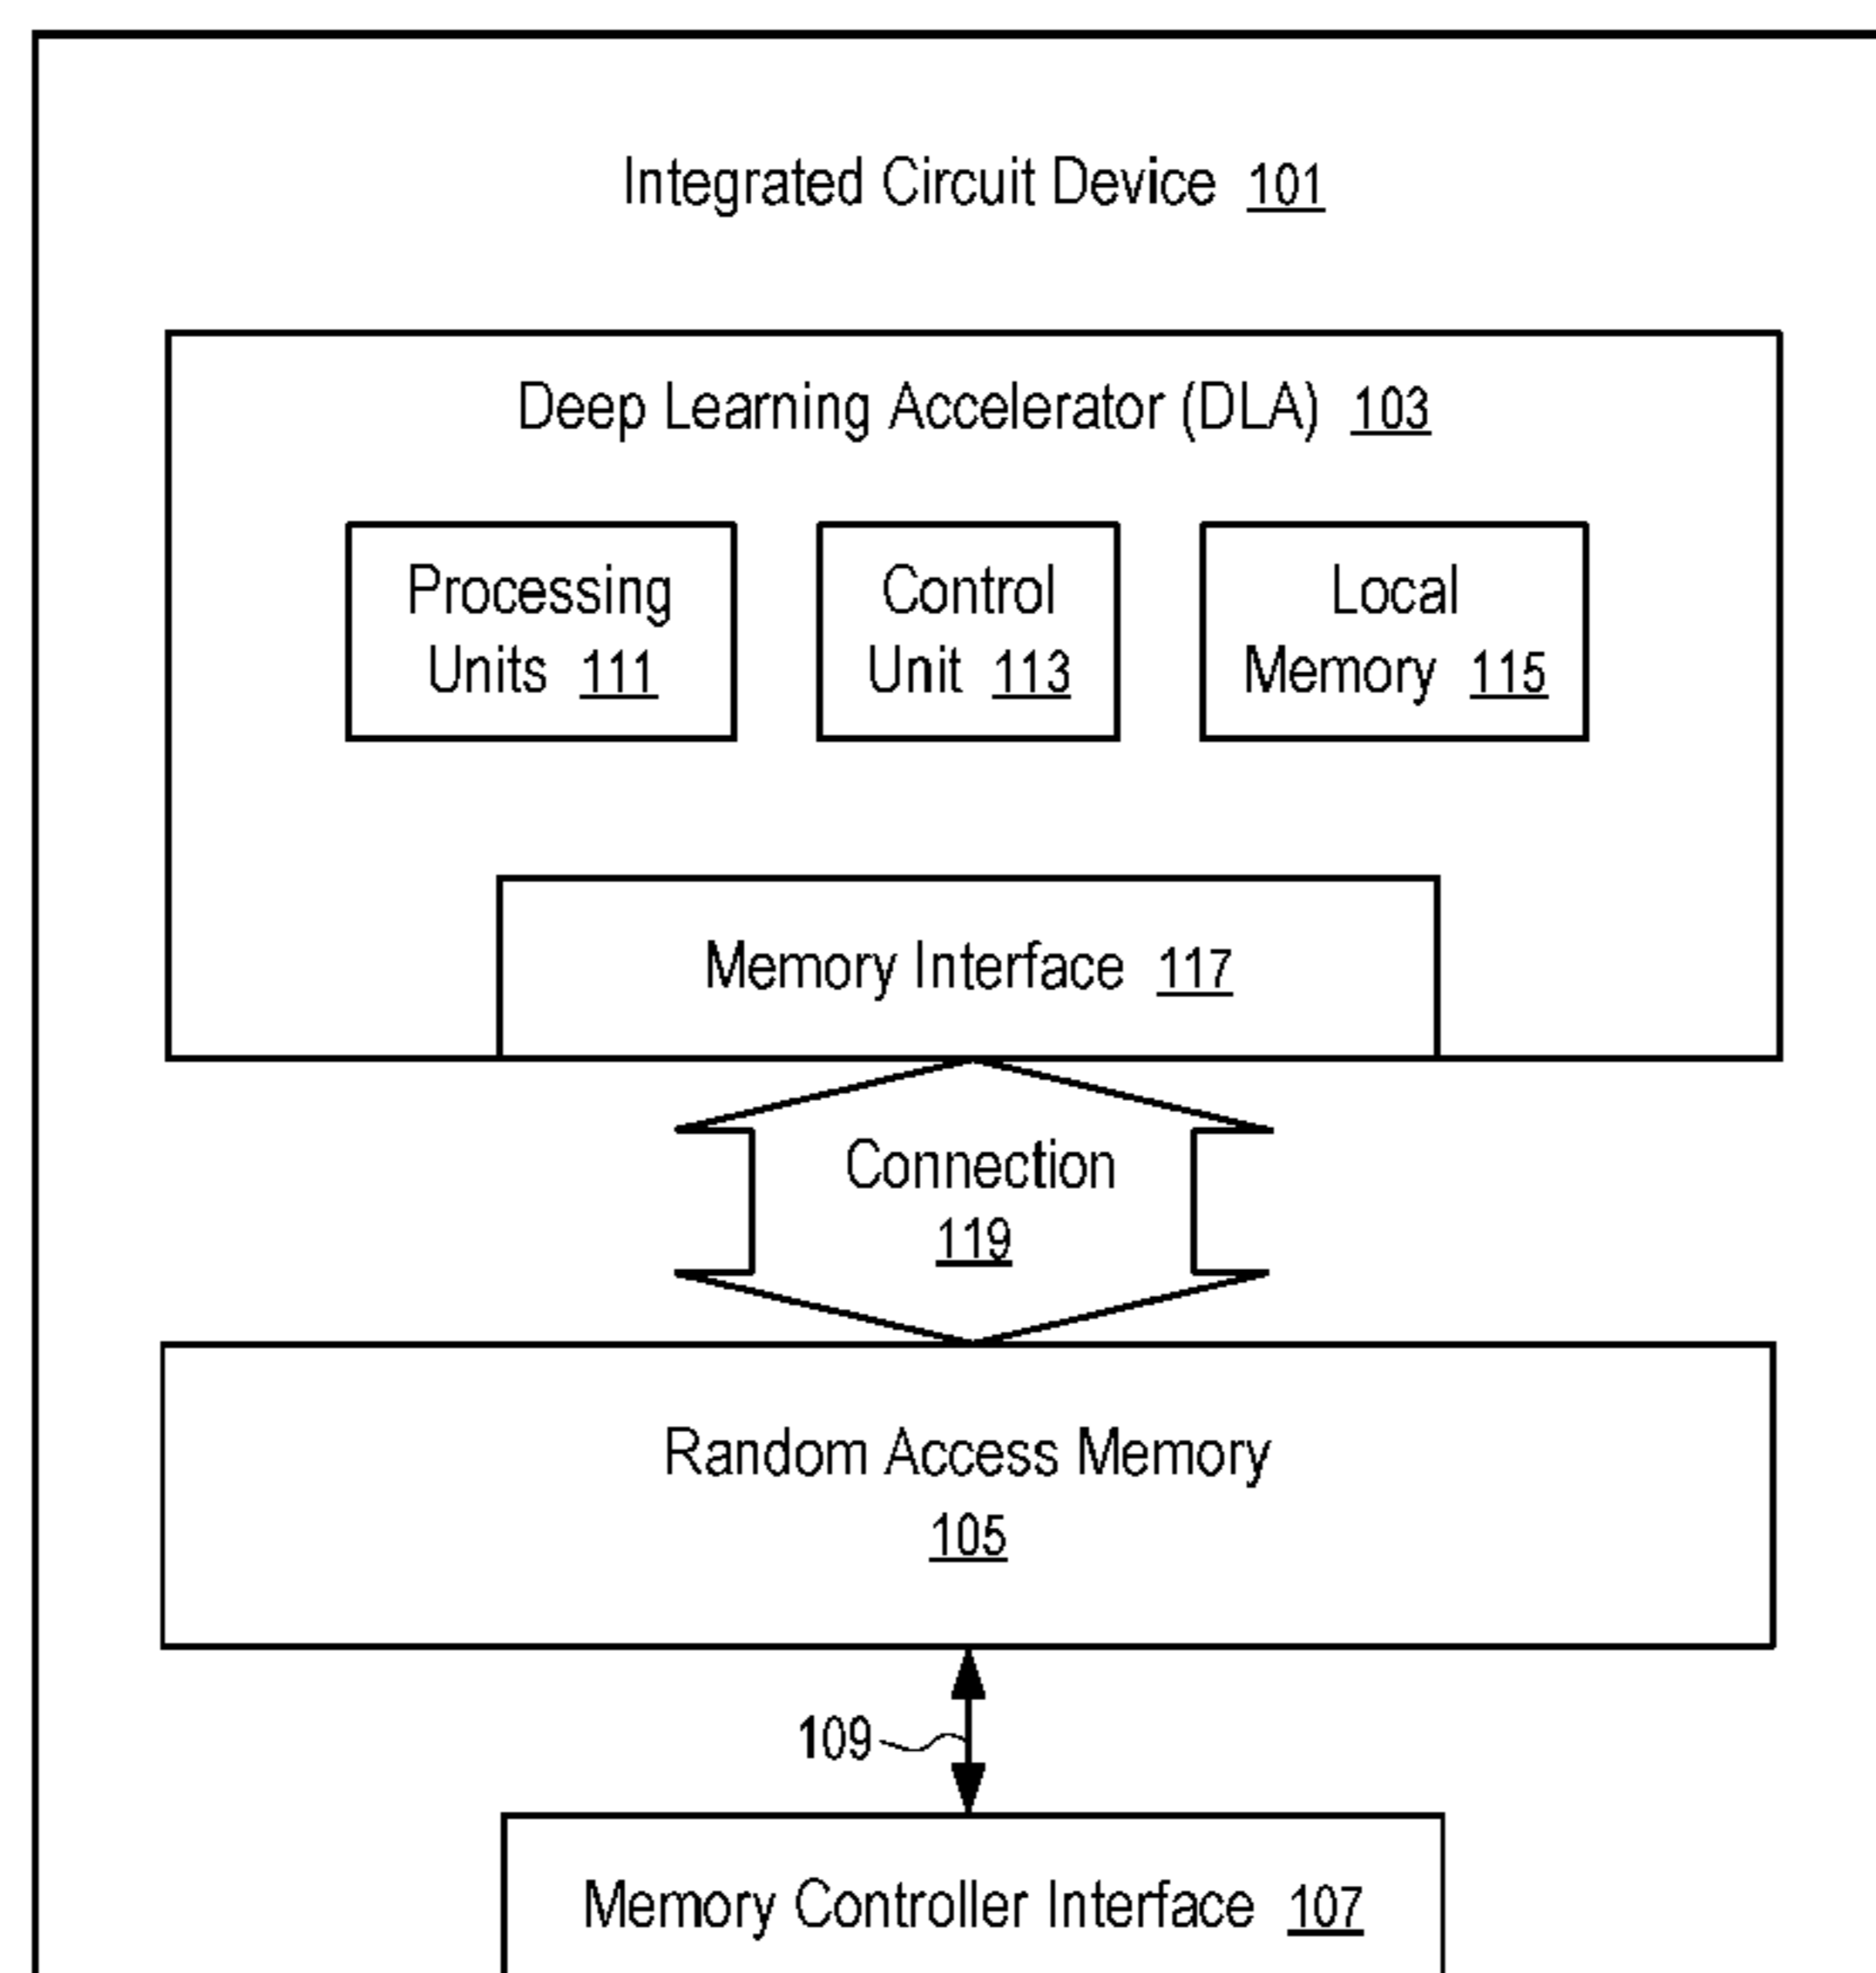 Integrated Circuit Device 101
Deep Learning Accelerator (DLA) 103
Processing
Units 111
Control
Unit 113
Local
Memory 115
Memory Interface 117
Connection
119
Random Access Memory
105
109
Memory Controller Interface 107